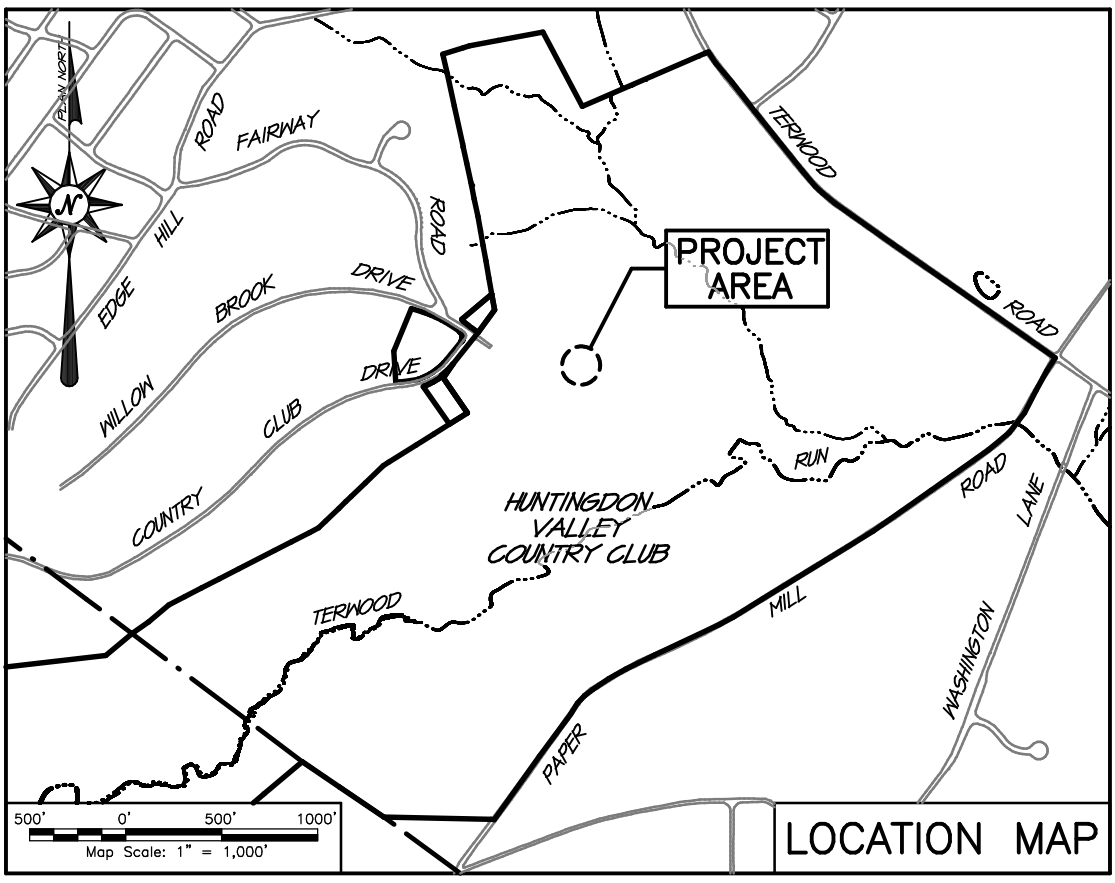 PLAN NORTH
N
ROAD
FAIRWAY
ROAD
TERWOOD
ROAD
HILL
EDGE
PROJECT
AREA
WILLOW BROOK DRIVE
COUNTRY CLUB DRIVE
RUN
HUNTINGDON
VALLEY
COUNTRY CLUB
TERWOOD
PAPER MILL ROAD
WASHINGTON LANE
500' 0' 500' 1000'
Map Scale: 1" = 1,000'
LOCATION MAP